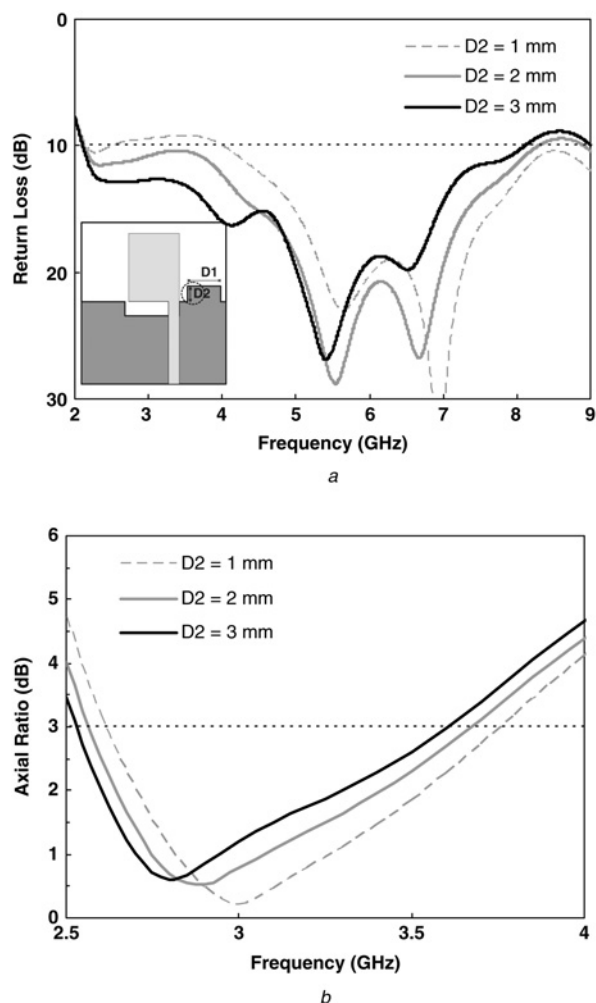 0
10
20
30
Return Loss (dB)
D2 = 1 mm
D2 = 2 mm
D2 = 3 mm
D1
D2
2 3 4 5 6 7 8 9
Frequency (GHz)
a
6
5
4
3
2
1
0
Axial Ratio (dB)
D2 = 1 mm
D2 = 2 mm
D2 = 3 mm
2.5 3 3.5 4
Frequency (GHz)
b